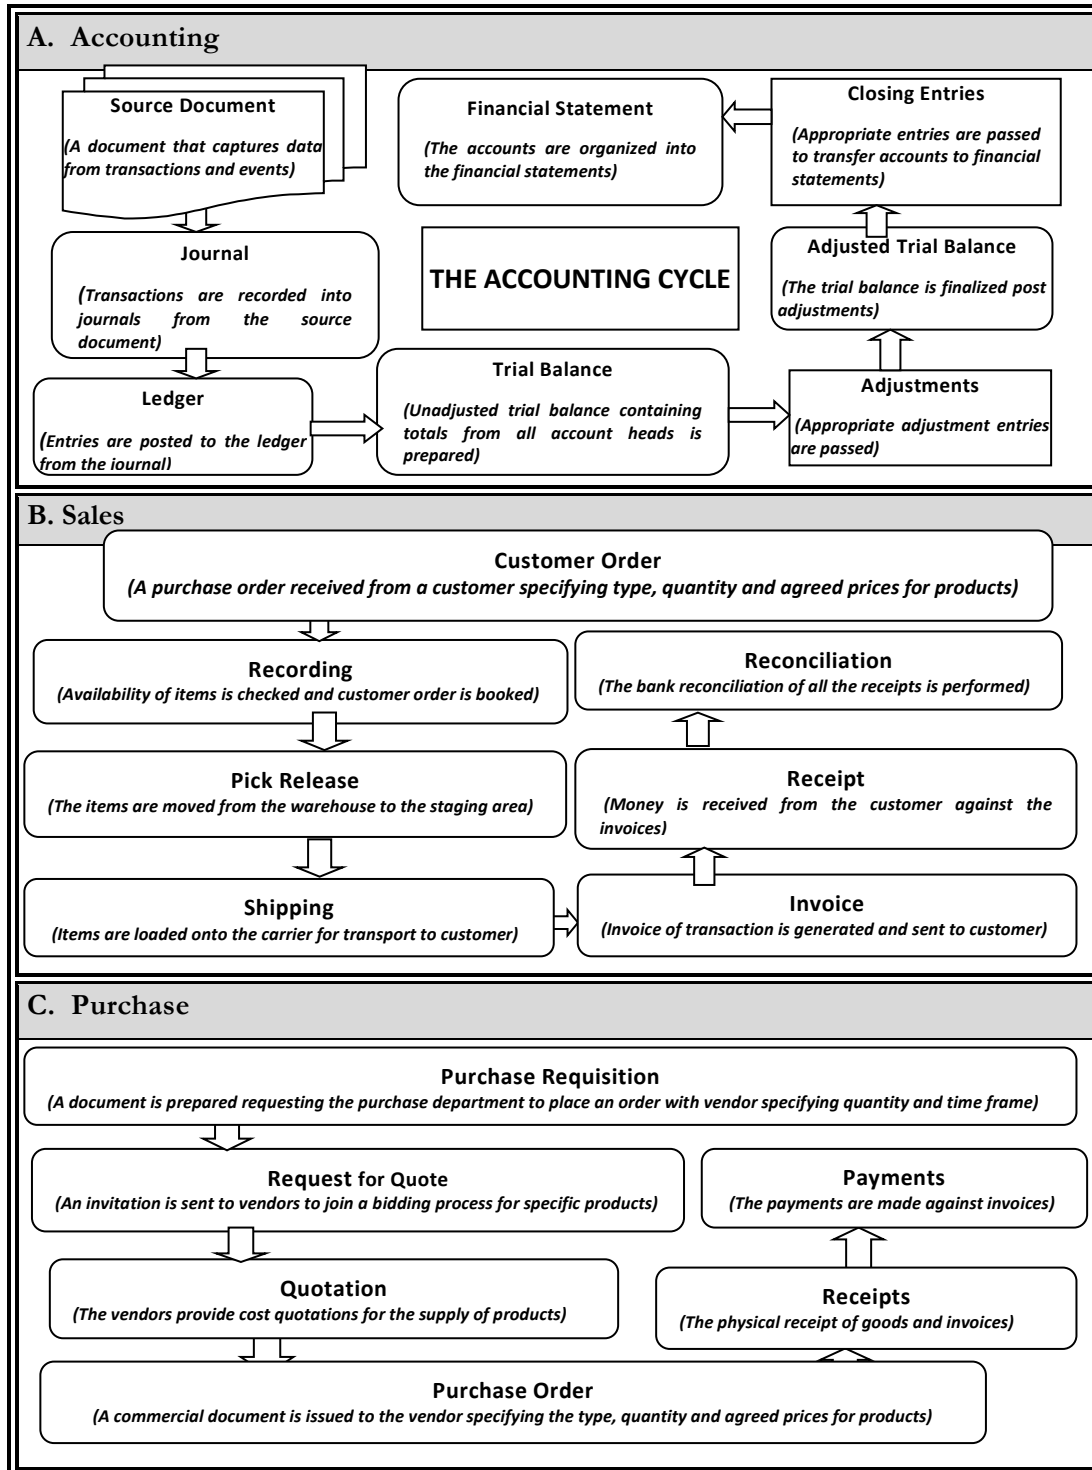 A. Accounting
Source Document
(A document that captures data
from transactions and events)
Journal
(Transactions are recorded into
journals from the source
document)
Ledger
(Entries are posted to the ledger
from the journal)
Trial Balance
(Unadjusted trial balance containing
totals from all account heads is
prepared)
Adjustments
(Appropriate adjustment entries
are passed)
Adjusted Trial Balance
(The trial balance is finalized post
adjustments)
Closing Entries
(Appropriate entries are passed
to transfer accounts to financial
statements)
Financial Statement
(The accounts are organized into
the financial statements)
THE ACCOUNTING CYCLE
B. Sales
Customer Order
(A purchase order received from a customer specifying type, quantity and agreed prices for products)
Recording
(Availability of items is checked and customer order is booked)
Pick Release
(The items are moved from the warehouse to the staging area)
Shipping
(Items are loaded onto the carrier for transport to customer)
Invoice
(Invoice of transaction is generated and sent to customer)
Receipt
(Money is received from the customer against the
invoices)
Reconciliation
(The bank reconciliation of all the receipts is performed)
C. Purchase
Purchase Requisition
(A document is prepared requesting the purchase department to place an order with vendor specifying quantity and time frame)
Request for Quote
(An invitation is sent to vendors to join a bidding process for specific products)
Quotation
(The vendors provide cost quotations for the supply of products)
Purchase Order
(A commercial document is issued to the vendor specifying the type, quantity and agreed prices for products)
Receipts
(The physical receipt of goods and invoices)
Payments
(The payments are made against invoices)